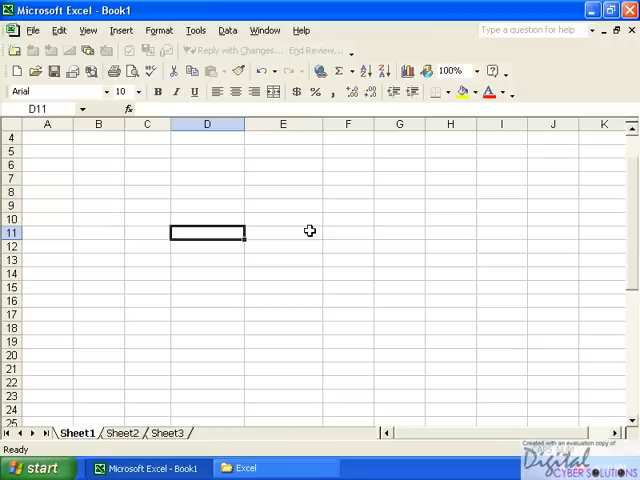 Microsoft Excel - Book1
File Edit View Insert Format Tools Data Window Help
Type a question for help
Reply with Changes... End Review...
Σ 100%
Arial 10 B I U $ % ,
D11 fx
A B C D E F G H I J K
4
5
6
7
8
9
10
11
12
13
14
15
16
17
18
19
20
21
22
23
24
25
Sheet1 Sheet2 Sheet3
Ready
Created with an evaluation copy of
Digital
CYBER SOLUTIONS
start Microsoft Excel - Book1 Excel